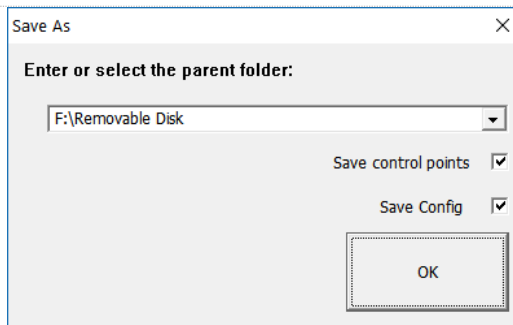 Save As
Enter or select the parent folder:
F:\Removable Disk
Save control points
Save Config
OK